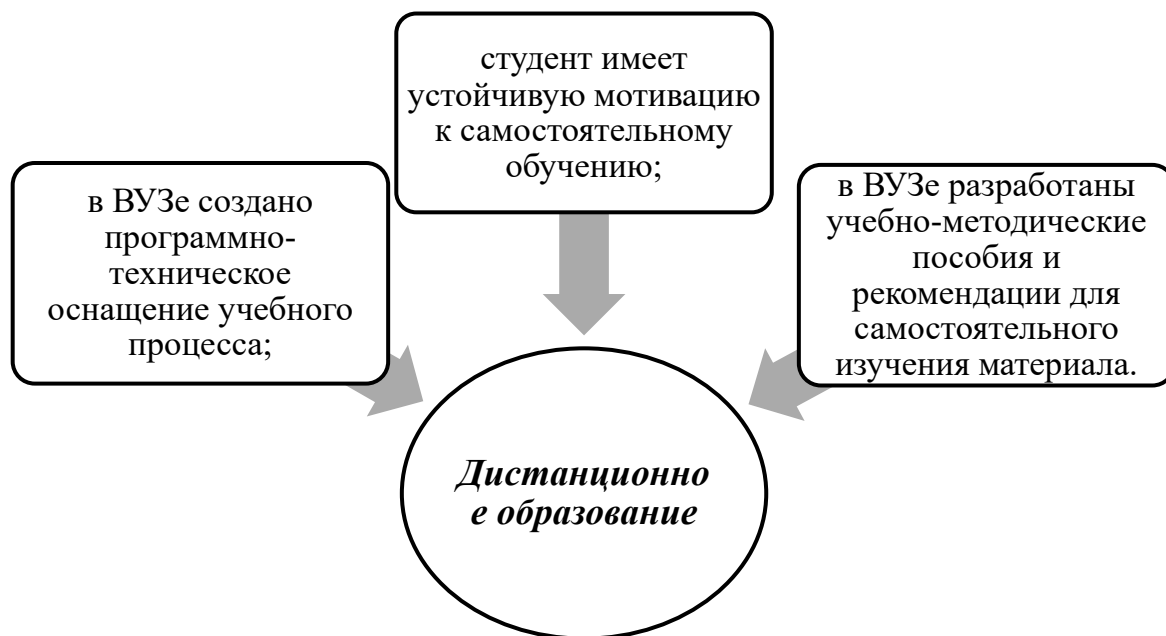 в ВУЗе создано
программно-
техническое
оснащение учебного
процесса;
студент имеет
устойчивую мотивацию
к самостоятельному
обучению;
в ВУЗе разработаны
учебно-методические
пособия и
рекомендации для
самостоятельного
изучения материала.
Дистанционно
е образование